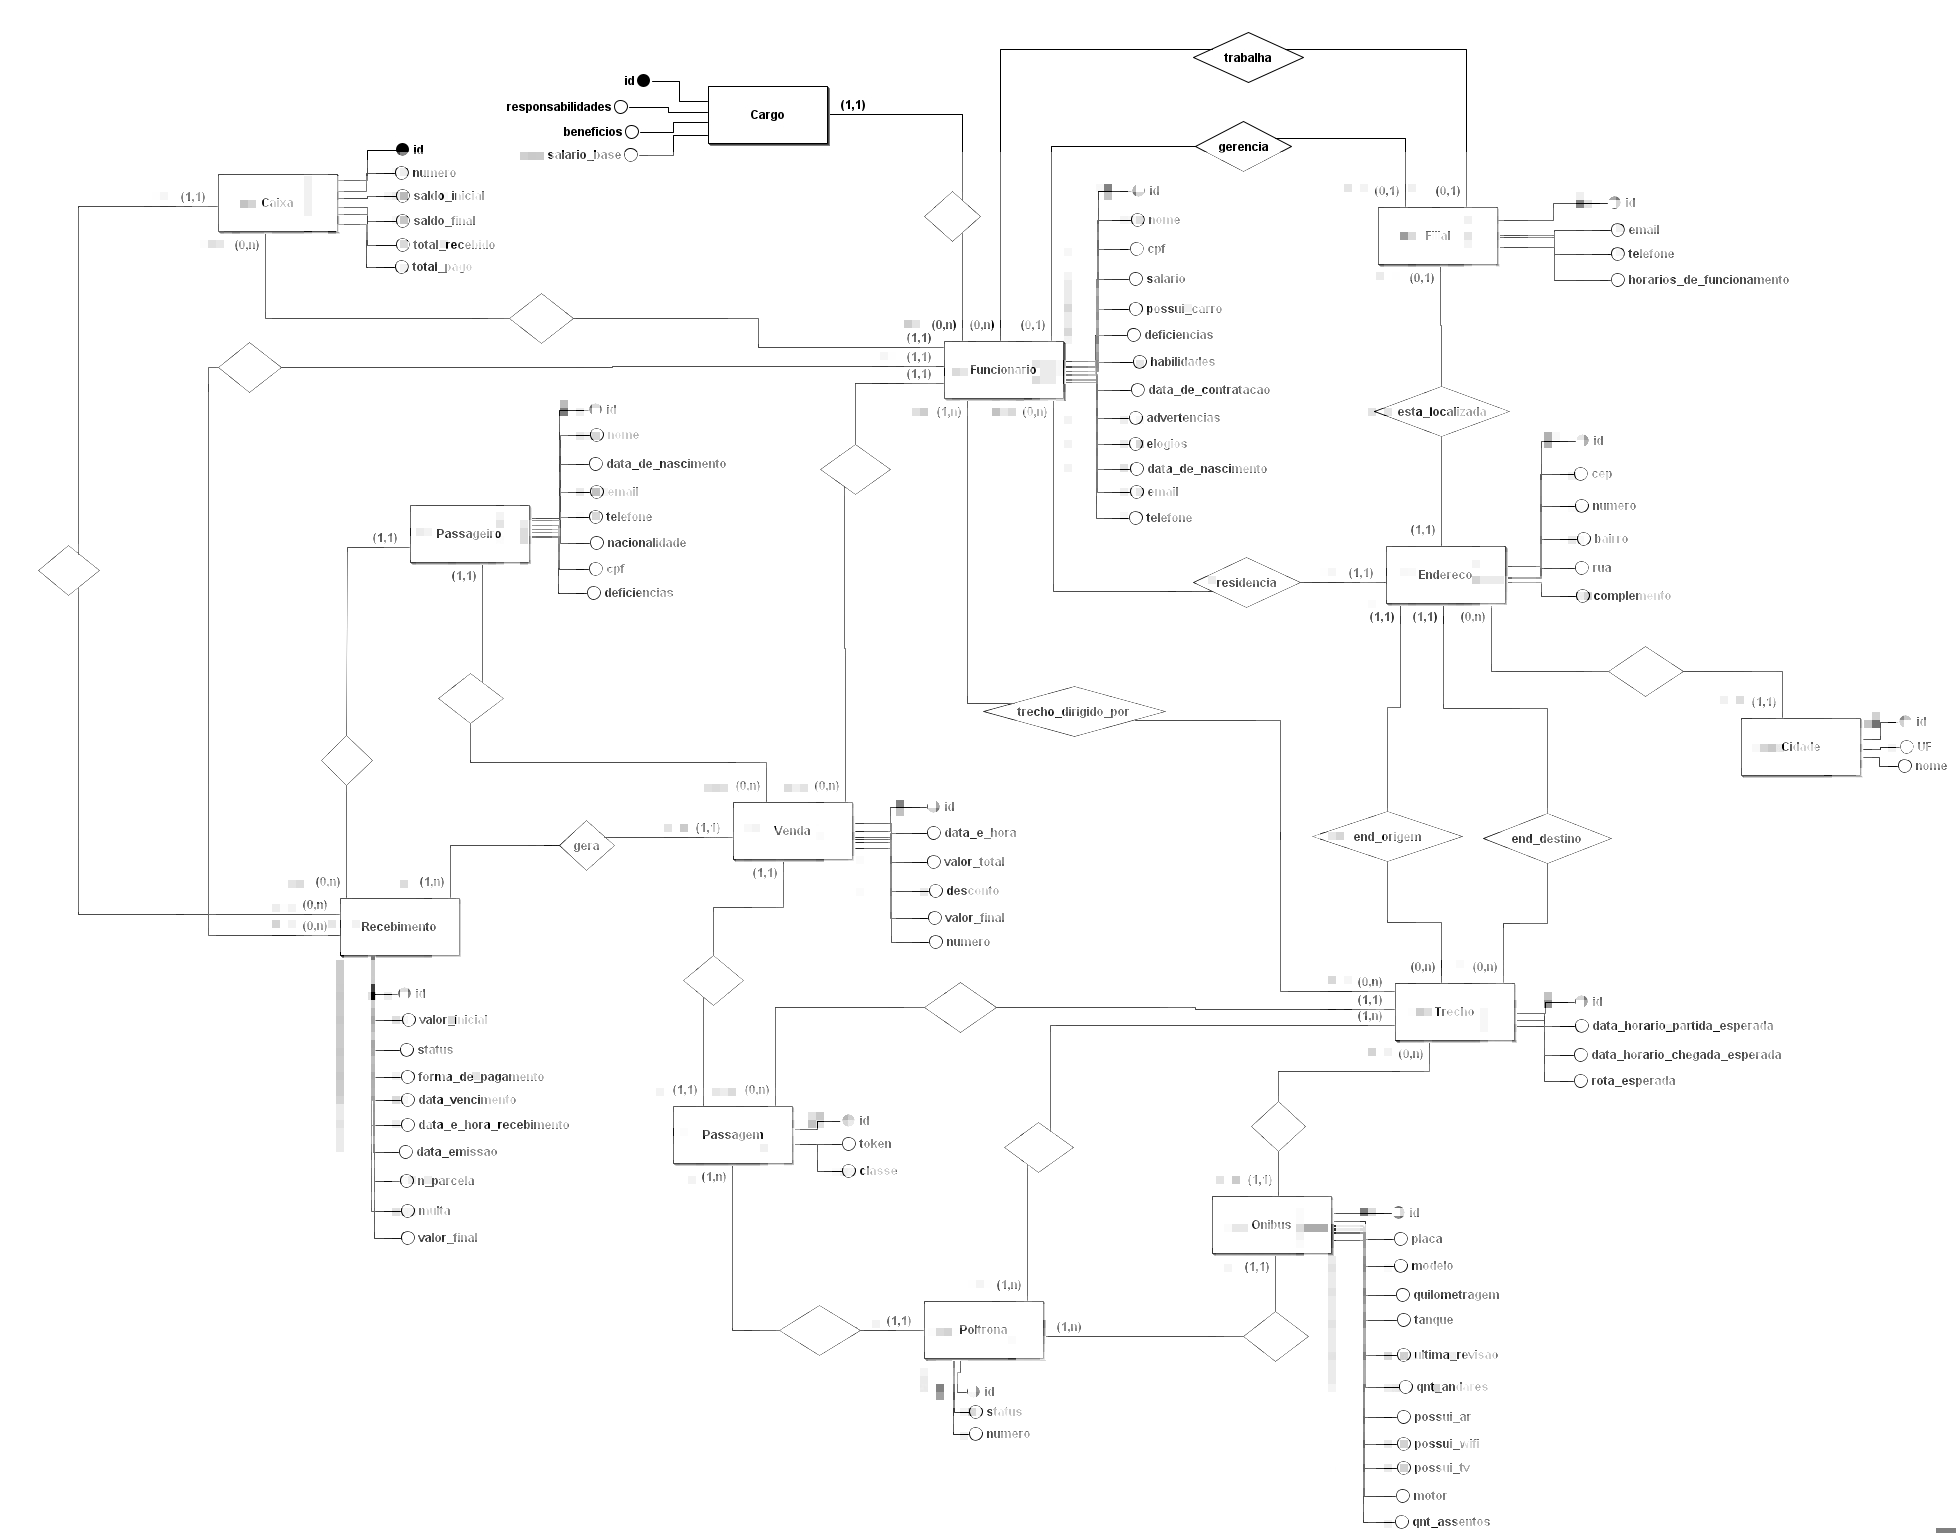 trabalha
id
responsabilidades
beneficios
salario_base
Cargo
(1,1)
gerencia
id
numero
saldo_inicial
saldo_final
total_recebido
total_pago
Caixa
(1,1)
(0,n)
id
nome
cpf
salario
possui_carro
deficiencias
habilidades
data_de_contratacao
advertencias
elogios
data_de_nascimento
email
telefone
(0,1)
(0,1)
Filial
(0,1)
id
email
telefone
horarios_de_funcionamento
(0,n)
(0,n)
(0,1)
(1,1)
(1,1)
(1,1)
Funcionario
(1,n)
(0,n)
esta_localizada
id
nome
data_de_nascimento
email
telefone
nacionalidade
cpf
deficiencias
Passageiro
(1,1)
(1,1)
id
cep
numero
bairro
rua
complemento
(1,1)
Endereco
residencia
(1,1)
(1,1)
(1,1)
(0,n)
trecho_dirigido_por
(1,1)
Cidade
id
UF
nome
(0,n)
(0,n)
gera
(1,1)
Venda
(1,1)
id
data_e_hora
valor_total
desconto
valor_final
numero
end_origem
end_destino
(0,n)
(1,n)
(0,n)
(0,n)
Recebimento
id
valor_inicial
status
forma_de_pagamento
data_vencimento
data_e_hora_recebimento
data_emissao
n_parcela
multa
valor_final
(0,n)
(0,n)
(0,n)
(1,1)
(1,n)
Trecho
(0,n)
id
data_horario_partida_esperada
data_horario_chegada_esperada
rota_esperada
(1,1)
(0,n)
Passagem
(1,n)
id
token
classe
(1,1)
Onibus
(1,1)
id
placa
modelo
quilometragem
tanque
ultima_revisao
qnt_andares
possui_ar
possui_wifi
possui_tv
motor
qnt_assentos
(1,n)
(1,1)
Poltrona
(1,n)
id
status
numero